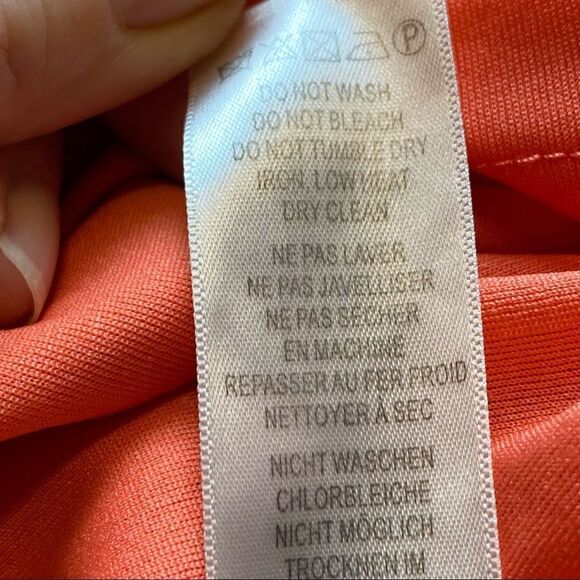 P
DO NOT WASH
DO NOT BLEACH
DO NOT TUMBLE DRY
IRON, LOW HEAT
DRY CLEAN
NE PAS LAVER
NE PAS JAVELLISER
NE PAS SECHER
EN MACHINE
REPASSER AU FER FROID
NETTOYER À SEC
NICHT WASCHEN
CHLORBLEICHE
NICHT MÖGLICH
TROCKNEN IM